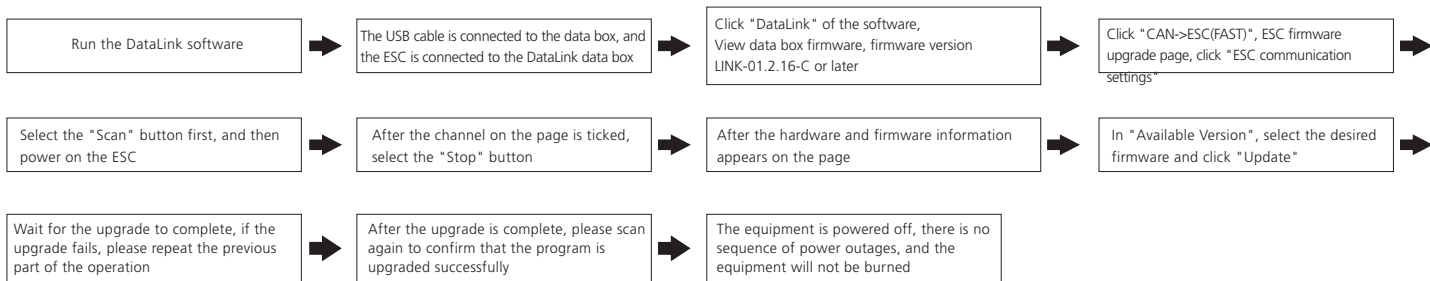 Run the DataLink software
The USB cable is connected to the data box, and
the ESC is connected to the DataLink data box
Click "DataLink" of the software,
View data box firmware, firmware version
LINK-01.2.16-C or later
Click "CAN->ESC(FAST)", ESC firmware
upgrade page, click "ESC communication
settings"
Select the "Scan" button first, and then
power on the ESC
After the channel on the page is ticked,
select the "Stop" button
After the hardware and firmware information
appears on the page
In "Available Version", select the desired
firmware and click "Update"
Wait for the upgrade to complete, if the
upgrade fails, please repeat the previous
part of the operation
After the upgrade is complete, please scan
again to confirm that the program is
upgraded successfully
The equipment is powered off, there is no
sequence of power outages, and the
equipment will not be burned